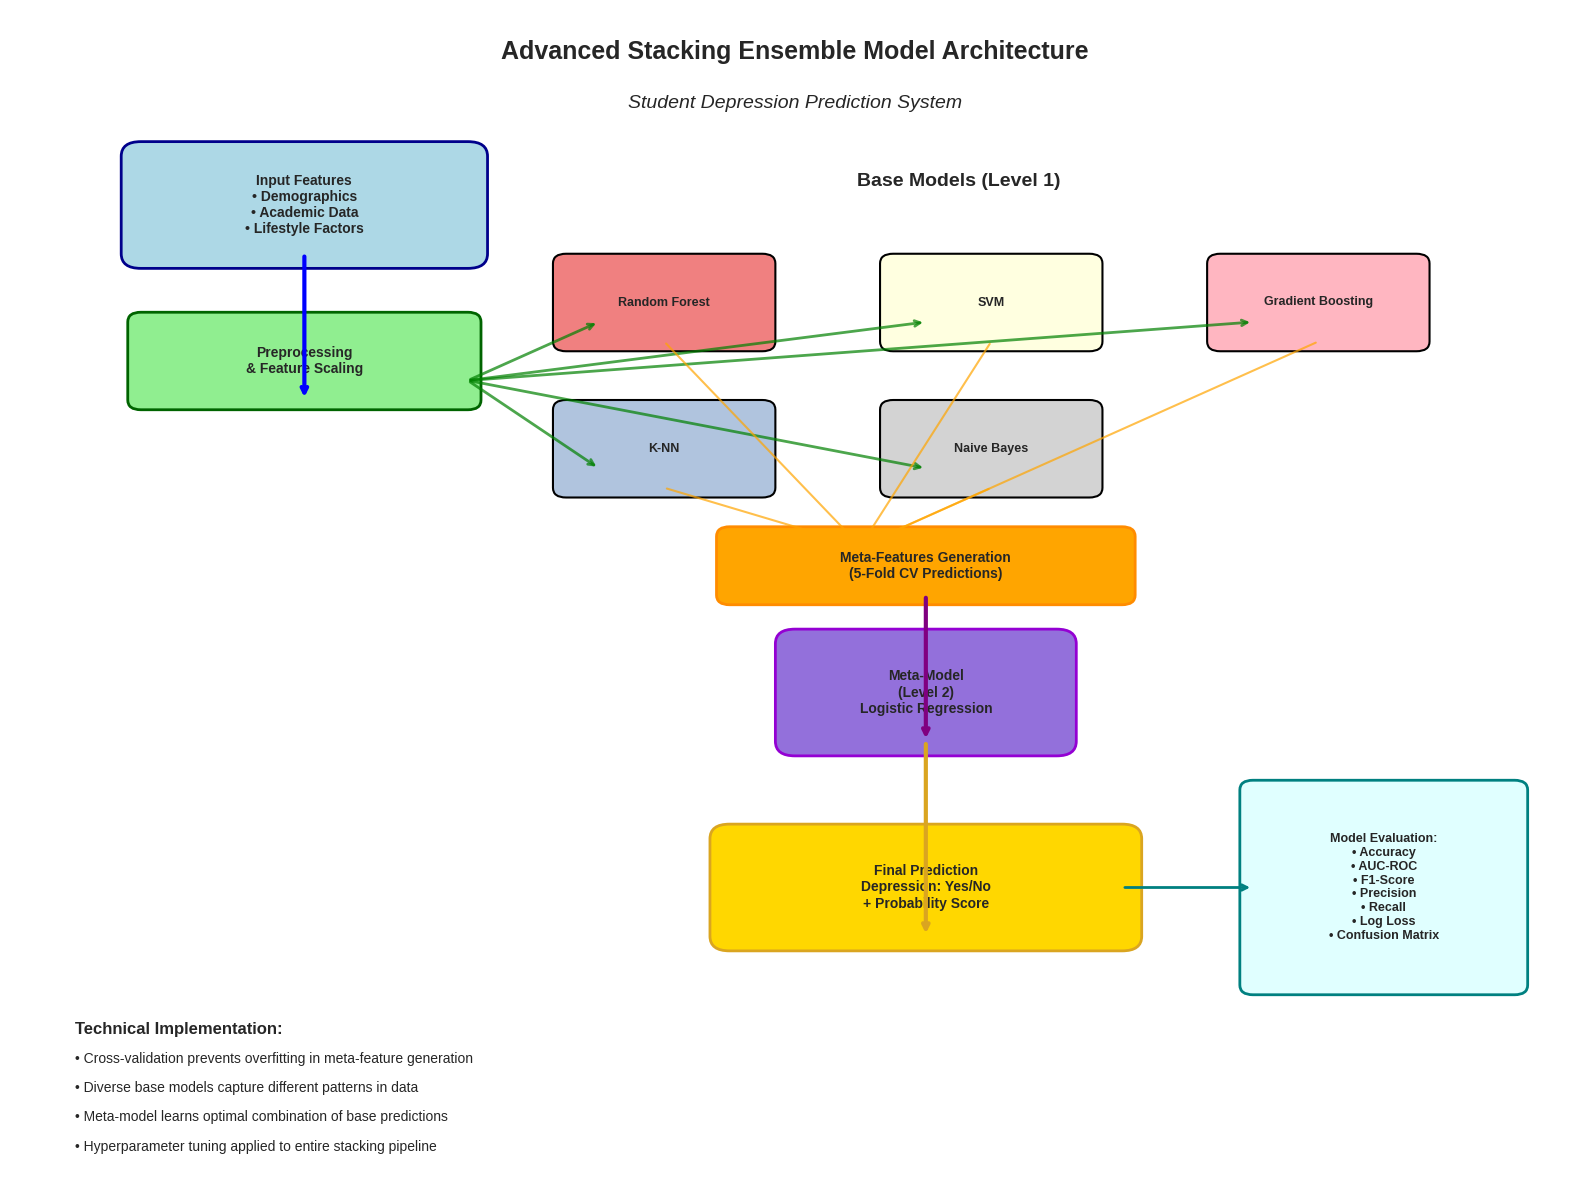 Advanced Stacking Ensemble Model Architecture
Student Depression Prediction System
Input Features
• Demographics
• Academic Data
• Lifestyle Factors
Preprocessing
& Feature Scaling
Base Models (Level 1)
Random Forest
SVM
Gradient Boosting
K-NN
Naive Bayes
Meta-Features Generation
(5-Fold CV Predictions)
Meta-Model
(Level 2)
Logistic Regression
Final Prediction
Depression: Yes/No
+ Probability Score
Model Evaluation:
• Accuracy
• AUC-ROC
• F1-Score
• Precision
• Recall
• Log Loss
• Confusion Matrix
Technical Implementation:
• Cross-validation prevents overfitting in meta-feature generation
• Diverse base models capture different patterns in data
• Meta-model learns optimal combination of base predictions
• Hyperparameter tuning applied to entire stacking pipeline